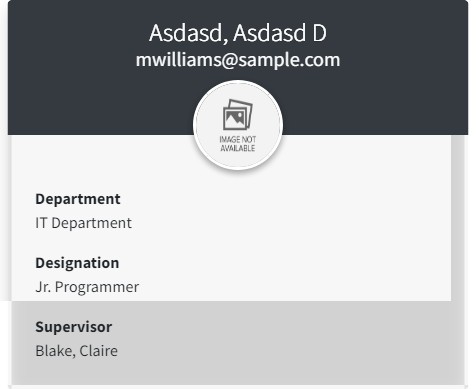 Asdasd, Asdasd D
mwilliams@sample.com
IMAGE NOT
AVAILABLE
Department
IT Department
Designation
Jr. Programmer
Supervisor
Blake, Claire